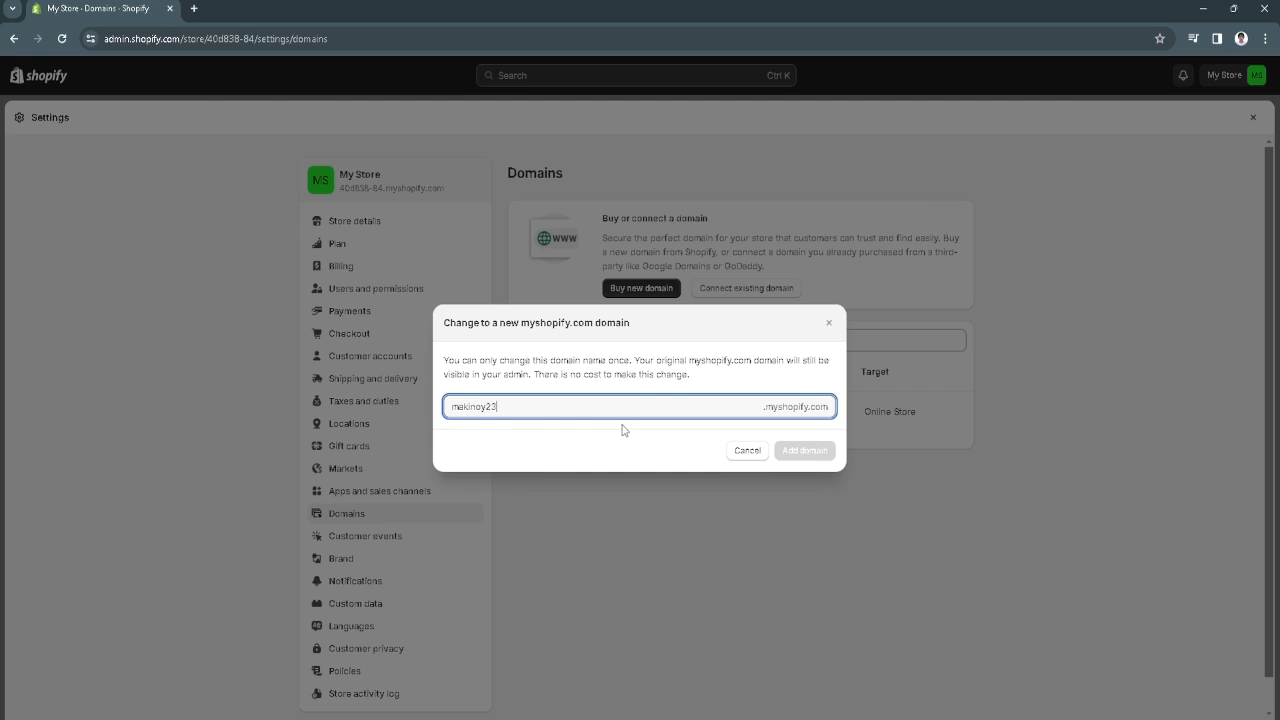 My Store · Domains · Shopify
admin.shopify.com/store/40d838-84/settings/domains
shopify
Search
Ctrl K
My Store
MS
Settings
MS
My Store
40d838-84.myshopify.com
Store details
Plan
Billing
Users and permissions
Payments
Checkout
Customer accounts
Shipping and delivery
Taxes and duties
Locations
Gift cards
Markets
Apps and sales channels
Domains
Customer events
Brand
Notifications
Custom data
Languages
Customer privacy
Policies
Store activity log
Domains
WWW
Buy or connect a domain
Secure the perfect domain for your store that customers can trust and find easily. Buy
a new domain from Shopify, or connect a domain you already purchased from a third-
party like Google Domains or GoDaddy.
Buy new domain
Connect existing domain
Target
Online Store
Change to a new myshopify.com domain
You can only change this domain name once. Your original myshopify.com domain will still be
visible in your admin. There is no cost to make this change.
makinoy23
.myshopify.com
Cancel
Add domain